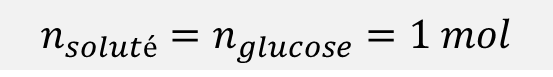 n_soluté = n_glucose = 1 mol